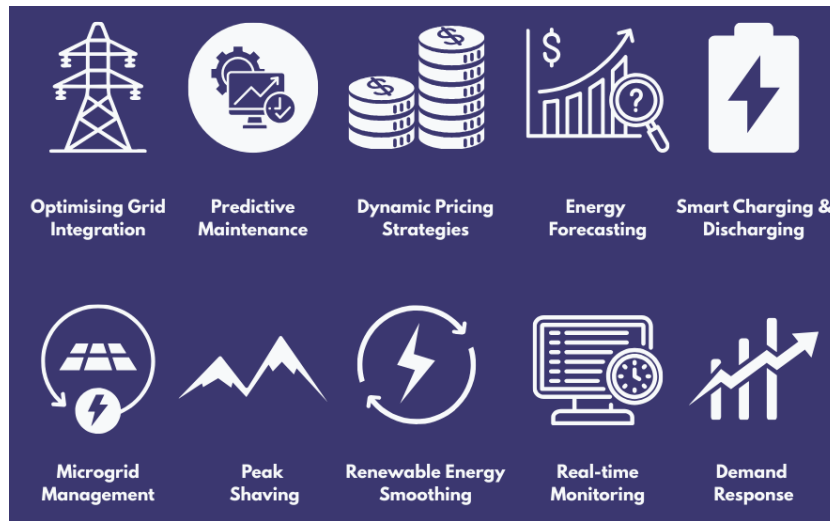 $
$
$
?
Optimising Grid
Integration
Predictive
Maintenance
Dynamic Pricing
Strategies
Energy
Forecasting
Smart Charging &
Discharging
Microgrid
Management
Peak
Shaving
Renewable Energy
Smoothing
Real-time
Monitoring
Demand
Response